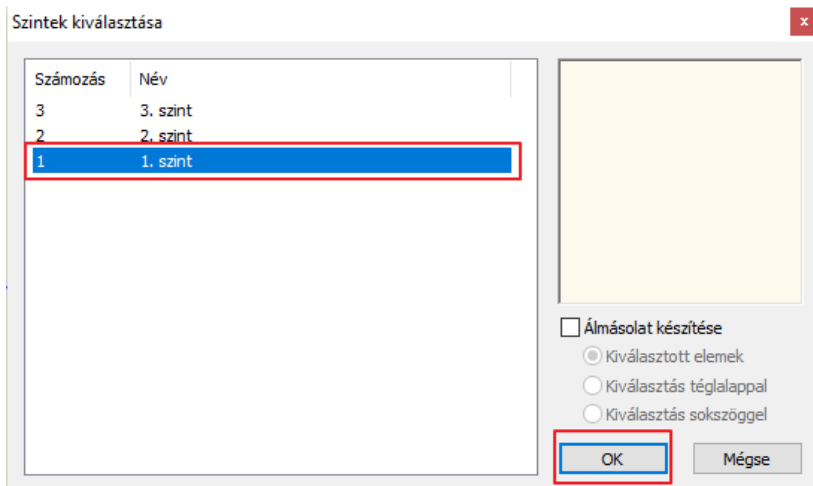 Szintek kiválasztása
x
Számozás Név
3 3. szint
2 2. szint
1 1. szint
Álmásolat készítése
Kiválasztott elemek
Kiválasztás téglalappal
Kiválasztás sokszöggel
OK Mégse